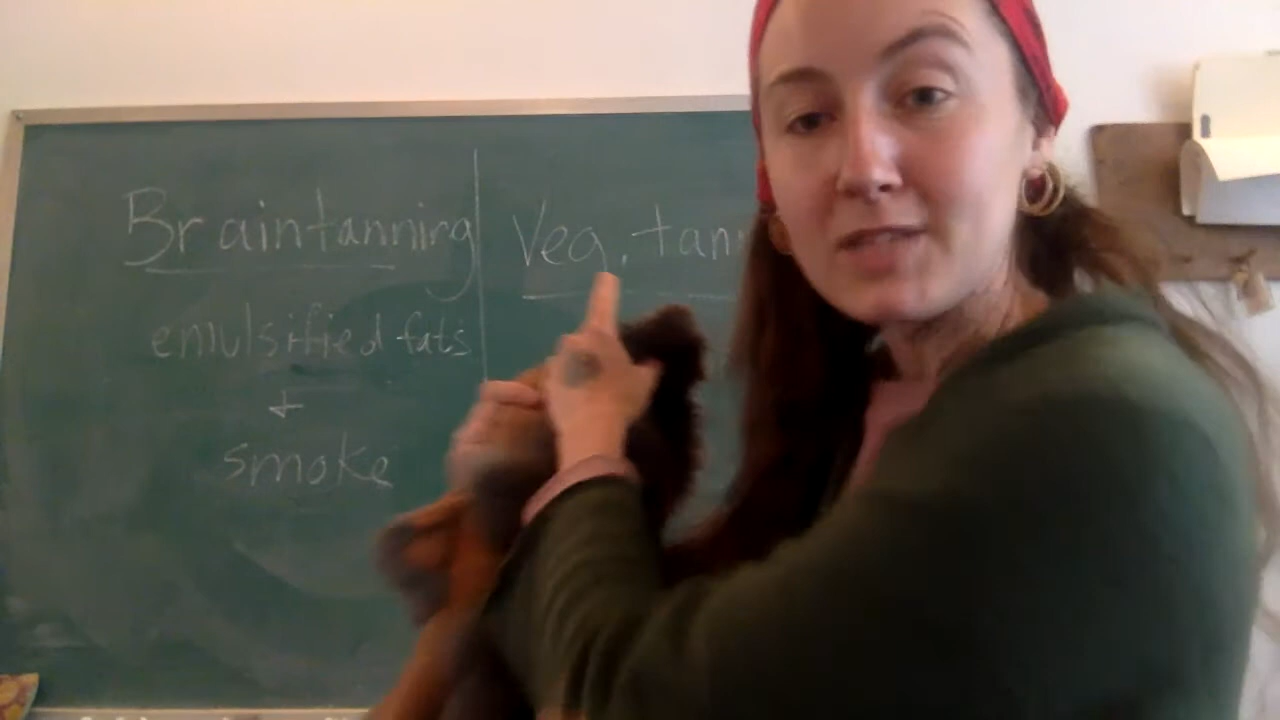 Braintanning
emulsified fats
+
smoke
Veg. tann